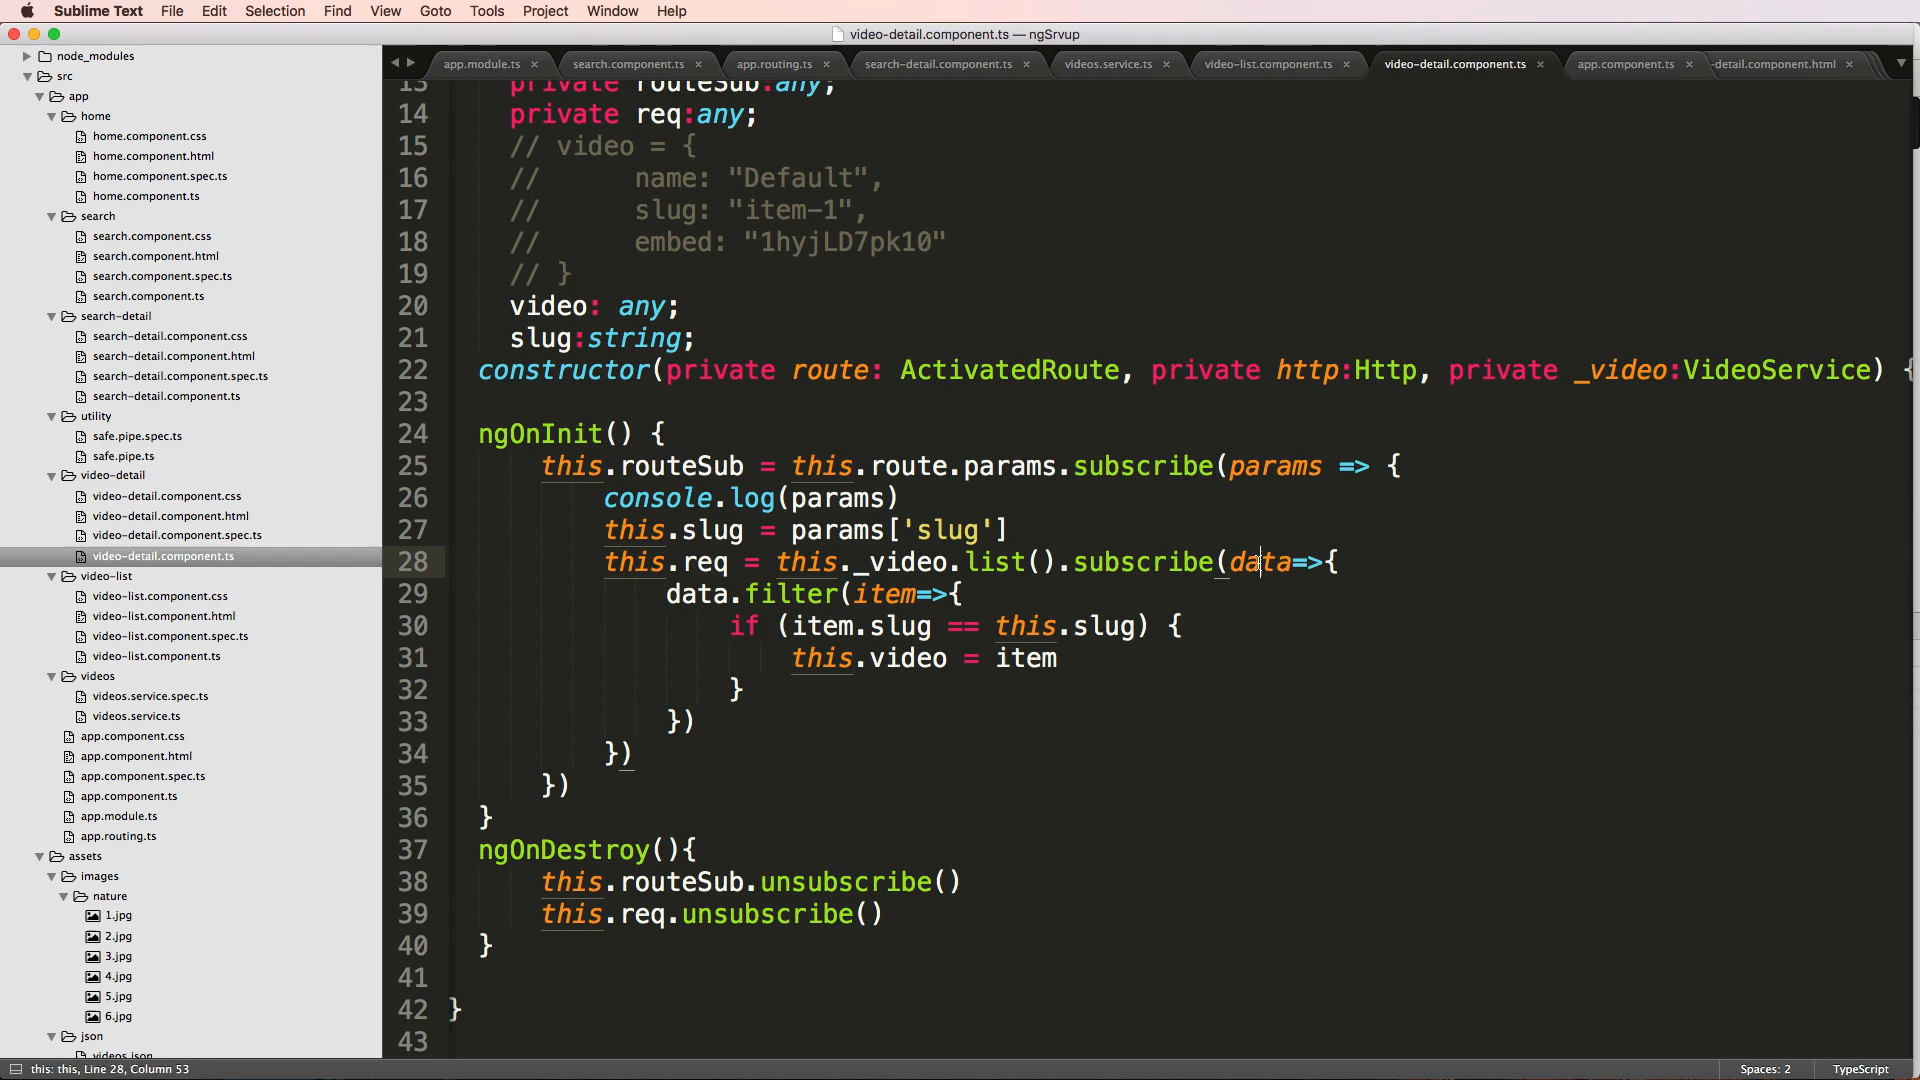 Sublime Text File Edit Selection Find View Goto Tools Project Window Help
video-detail.component.ts — ngSrvup
app.module.ts × search.component.ts × app.routing.ts × search-detail.component.ts × videos.service.ts × video-list.component.ts × video-detail.component.ts × app.component.ts × -detail.component.html ×
node_modules
src
app
home
home.component.css
home.component.html
home.component.spec.ts
home.component.ts
search
search.component.css
search.component.html
search.component.spec.ts
search.component.ts
search-detail
search-detail.component.css
search-detail.component.html
search-detail.component.spec.ts
search-detail.component.ts
utility
safe.pipe.spec.ts
safe.pipe.ts
video-detail
video-detail.component.css
video-detail.component.html
video-detail.component.spec.ts
video-detail.component.ts
video-list
video-list.component.css
video-list.component.html
video-list.component.spec.ts
video-list.component.ts
videos
videos.service.spec.ts
videos.service.ts
app.component.css
app.component.html
app.component.spec.ts
app.component.ts
app.module.ts
app.routing.ts
assets
images
nature
1.jpg
2.jpg
3.jpg
4.jpg
5.jpg
6.jpg
json
videos.json
13 private routeSub:any;
14 private req:any;
15 // video = {
16 // name: "Default",
17 // slug: "item-1",
18 // embed: "1hyjLD7pk10"
19 // }
20 video: any;
21 slug:string;
22 constructor(private route: ActivatedRoute, private http:Http, private _video:VideoService) {
23
24 ngOnInit() {
25 this.routeSub = this.route.params.subscribe(params => {
26 console.log(params)
27 this.slug = params['slug']
28 this.req = this._video.list().subscribe(data=>{
29 data.filter(item=>{
30 if (item.slug == this.slug) {
31 this.video = item
32 }
33 })
34 })
35 })
36 }
37 ngOnDestroy(){
38 this.routeSub.unsubscribe()
39 this.req.unsubscribe()
40 }
41
42 }
43
this: this, Line 28, Column 53 Spaces: 2 TypeScript